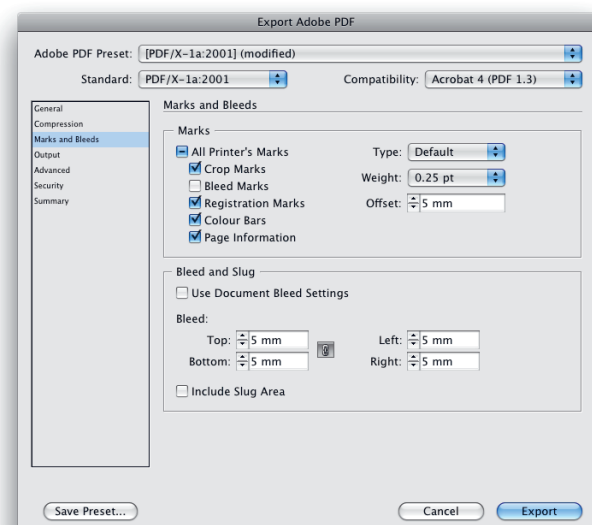 Export Adobe PDF
Adobe PDF Preset: [PDF/X-1a:2001] (modified)
Standard: PDF/X-1a:2001 Compatibility: Acrobat 4 (PDF 1.3)
General
Compression
Marks and Bleeds
Output
Advanced
Security
Summary
Marks and Bleeds
Marks
All Printer's Marks Type: Default
Crop Marks
Bleed Marks Weight: 0.25 pt
Registration Marks Offset: 5 mm
Colour Bars
Page Information
Bleed and Slug
Use Document Bleed Settings
Bleed:
Top: 5 mm Left: 5 mm
Bottom: 5 mm Right: 5 mm
Include Slug Area
Save Preset... Cancel Export